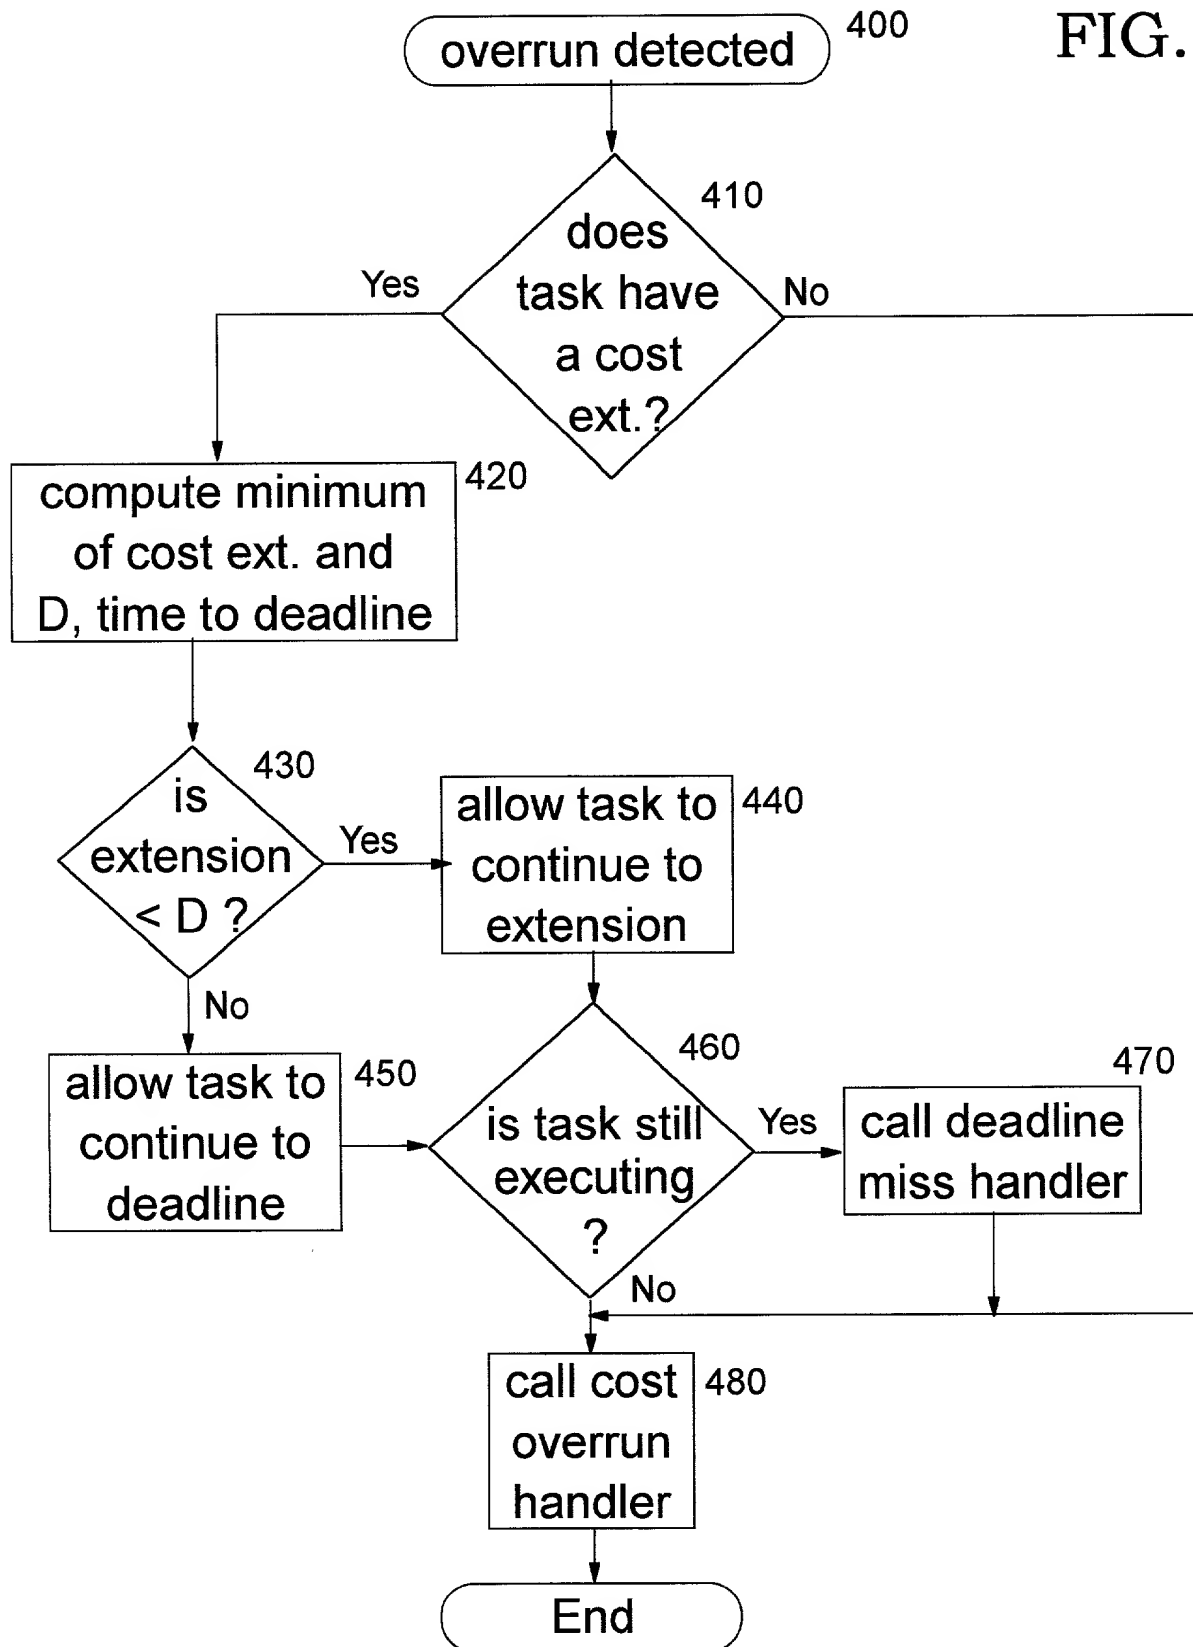 overrun detected
400
FIG.
410
does
task have
a cost
ext.?
Yes
No
420
compute minimum
of cost ext. and
D, time to deadline
430
is
extension
< D ?
Yes
No
440
allow task to
continue to
extension
450
allow task to
continue to
deadline
460
is task still
executing
?
Yes
No
470
call deadline
miss handler
480
call cost
overrun
handler
End